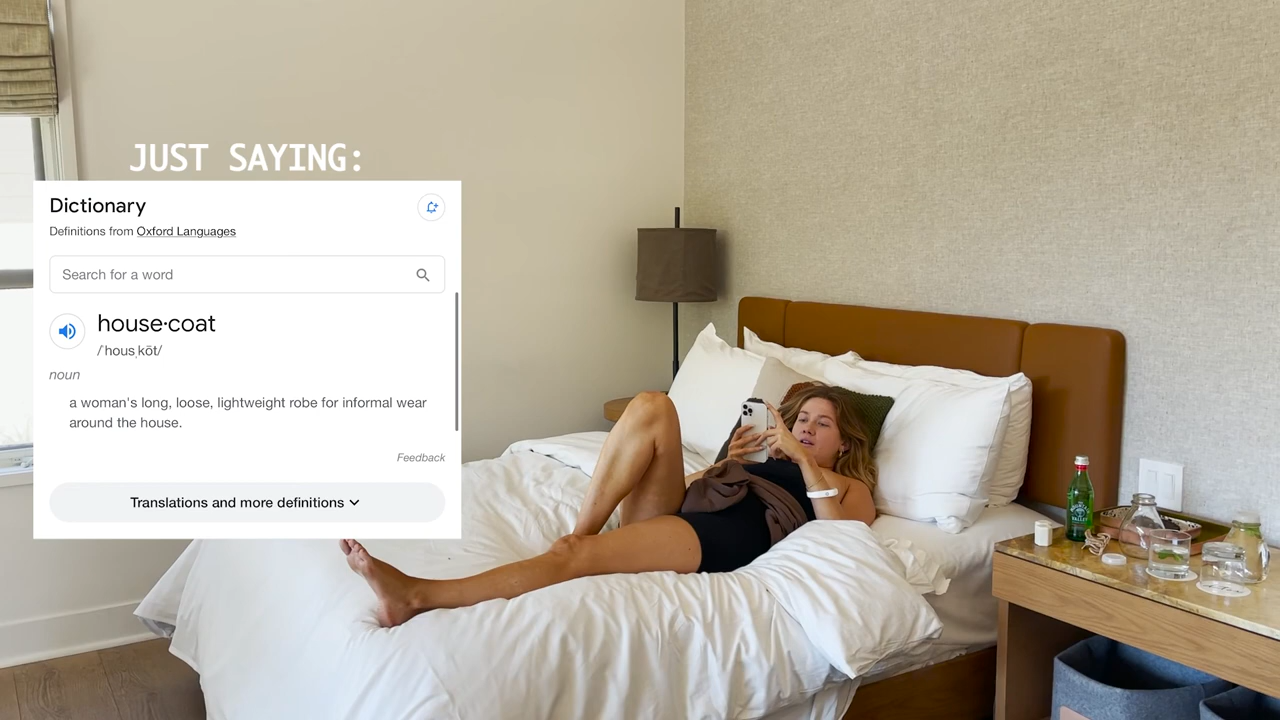 JUST SAYING:
Dictionary
Definitions from Oxford Languages
Search for a word
house·coat
/ˈhousˌkōt/
noun
a woman's long, loose, lightweight robe for informal wear
around the house.
Feedback
Translations and more definitions